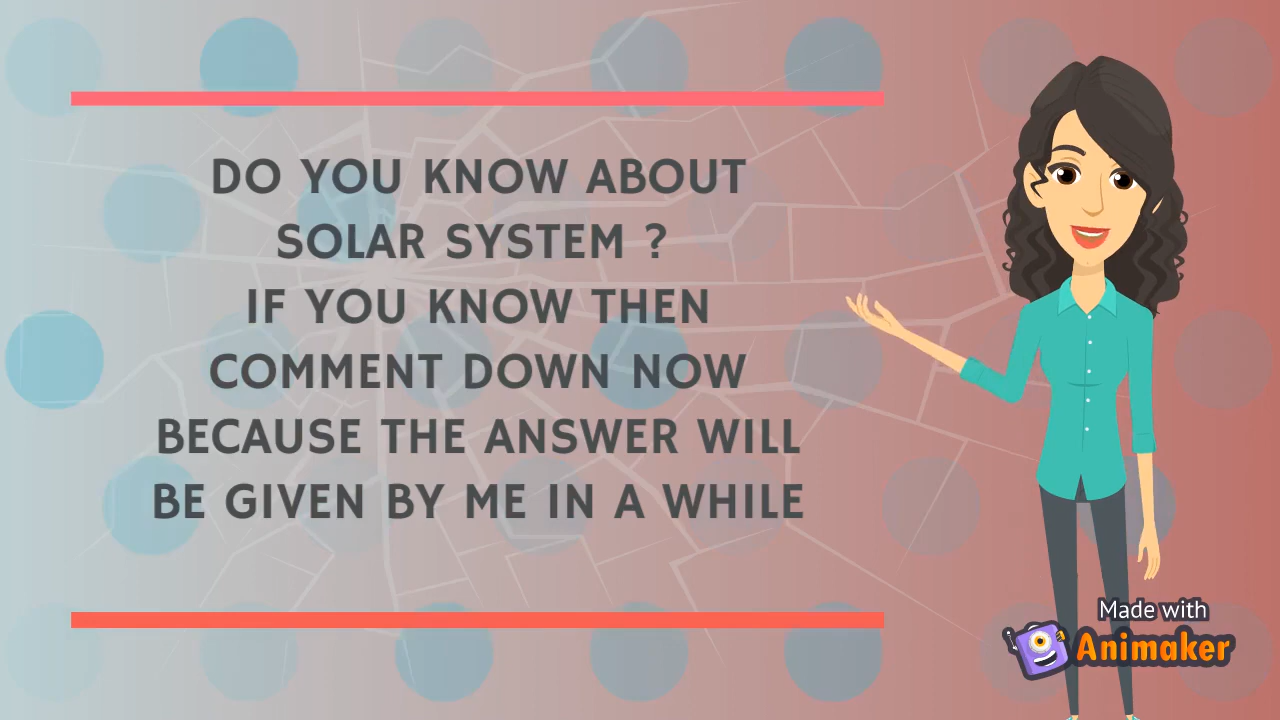 DO YOU KNOW ABOUT
SOLAR SYSTEM ?
IF YOU KNOW THEN
COMMENT DOWN NOW
BECAUSE THE ANSWER WILL
BE GIVEN BY ME IN A WHILE
Made with
Animaker